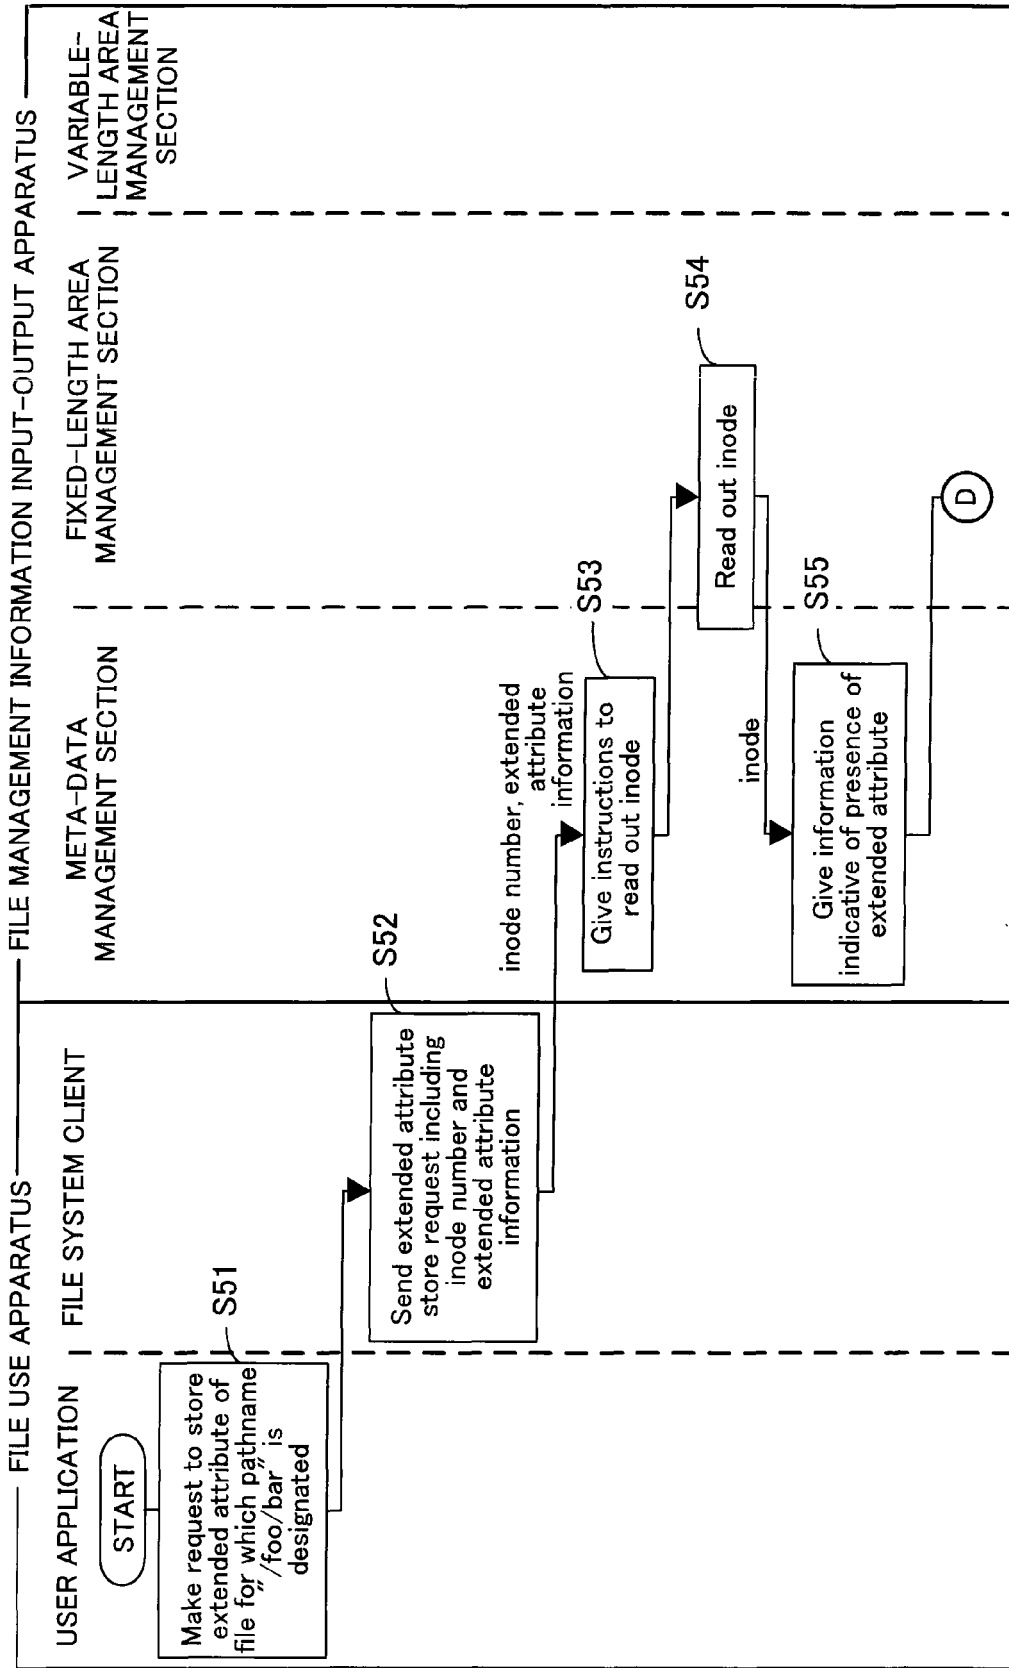 FILE USE APPARATUS
FILE MANAGEMENT INFORMATION INPUT-OUTPUT APPARATUS
USER APPLICATION
FILE SYSTEM CLIENT
META-DATA
MANAGEMENT SECTION
FIXED-LENGTH AREA
MANAGEMENT SECTION
VARIABLE-
LENGTH AREA
MANAGEMENT
SECTION
START
S51
Make request to store
extended attribute of
file for which pathname
"/foo/bar" is
designated
S52
Send extended attribute
store request including
inode number and
extended attribute
information
inode number, extended
attribute
information
S53
Give instructions to
read out inode
S54
Read out inode
inode
S55
Give information
indicative of presence of
extended attribute
D